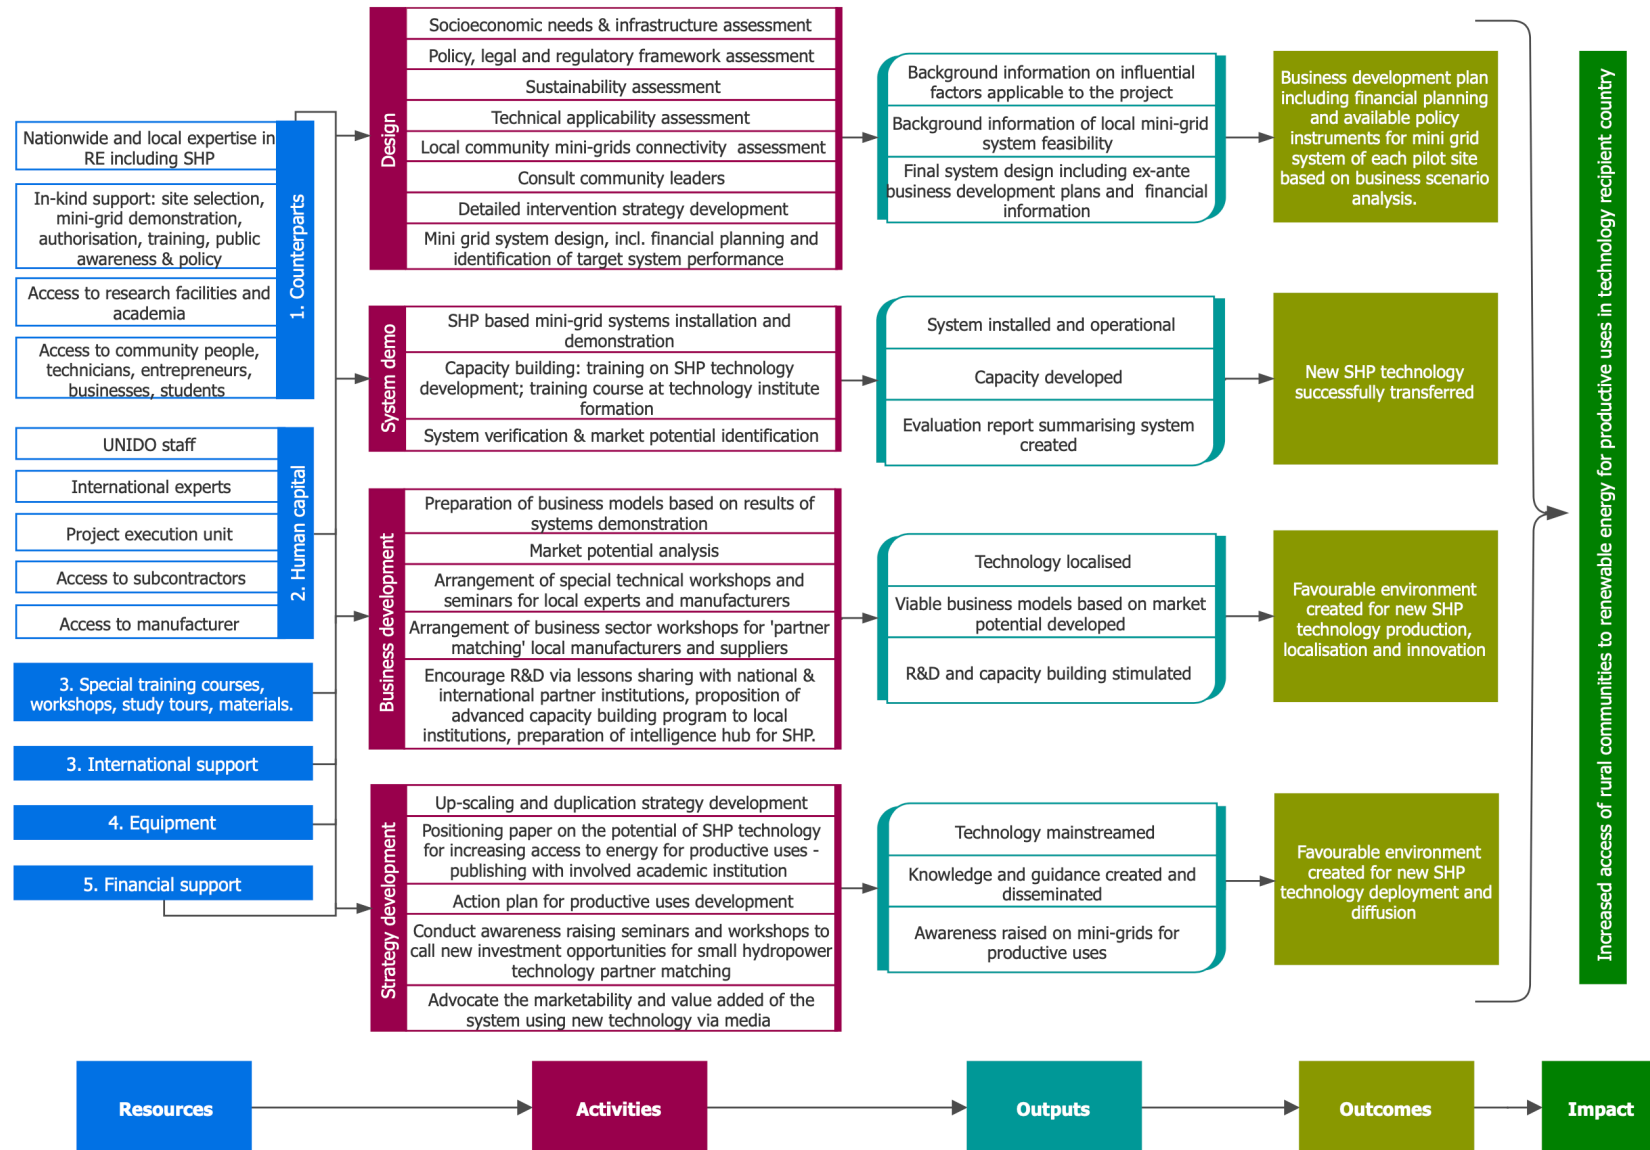 Nationwide and local expertise in
RE including SHP
In-kind support: site selection,
mini-grid demonstration,
authorisation, training, public
awareness & policy
Access to research facilities and
academia
Access to community people,
technicians, entrepreneurs,
businesses, students
1. Counterparts
UNIDO staff
International experts
Project execution unit
Access to subcontractors
Access to manufacturer
2. Human capital
3. Special training courses,
workshops, study tours, materials.
3. International support
4. Equipment
5. Financial support
Design
Socioeconomic needs & infrastructure assessment
Policy, legal and regulatory framework assessment
Sustainability assessment
Technical applicability assessment
Local community mini-grids connectivity assessment
Consult community leaders
Detailed intervention strategy development
Mini grid system design, incl. financial planning and
identification of target system performance
System demo
SHP based mini-grid systems installation and
demonstration
Capacity building: training on SHP technology
development; training course at technology institute
formation
System verification & market potential identification
Business development
Preparation of business models based on results of
systems demonstration
Market potential analysis
Arrangement of special technical workshops and
seminars for local experts and manufacturers
Arrangement of business sector workshops for 'partner
matching' local manufacturers and suppliers
Encourage R&D via lessons sharing with national &
international partner institutions, proposition of
advanced capacity building program to local
institutions, preparation of intelligence hub for SHP.
Strategy development
Up-scaling and duplication strategy development
Positioning paper on the potential of SHP technology
for increasing access to energy for productive uses -
publishing with involved academic institution
Action plan for productive uses development
Conduct awareness raising seminars and workshops to
call new investment opportunities for small hydropower
technology partner matching
Advocate the marketability and value added of the
system using new technology via media
Background information on influential
factors applicable to the project
Background information of local mini-grid
system feasibility
Final system design including ex-ante
business development plans and financial
information
System installed and operational
Capacity developed
Evaluation report summarising system
created
Technology localised
Viable business models based on market
potential developed
R&D and capacity building stimulated
Technology mainstreamed
Knowledge and guidance created and
disseminated
Awareness raised on mini-grids for
productive uses
Business development plan
including financial planning
and available policy
instruments for mini grid
system of each pilot site
based on business scenario
analysis.
New SHP technology
successfully transferred
Favourable environment
created for new SHP
technology production,
localisation and innovation
Favourable environment
created for new SHP
technology deployment and
diffusion
Increased access of rural communities to renewable energy for productive uses in technology recipient country
Resources
Activities
Outputs
Outcomes
Impact